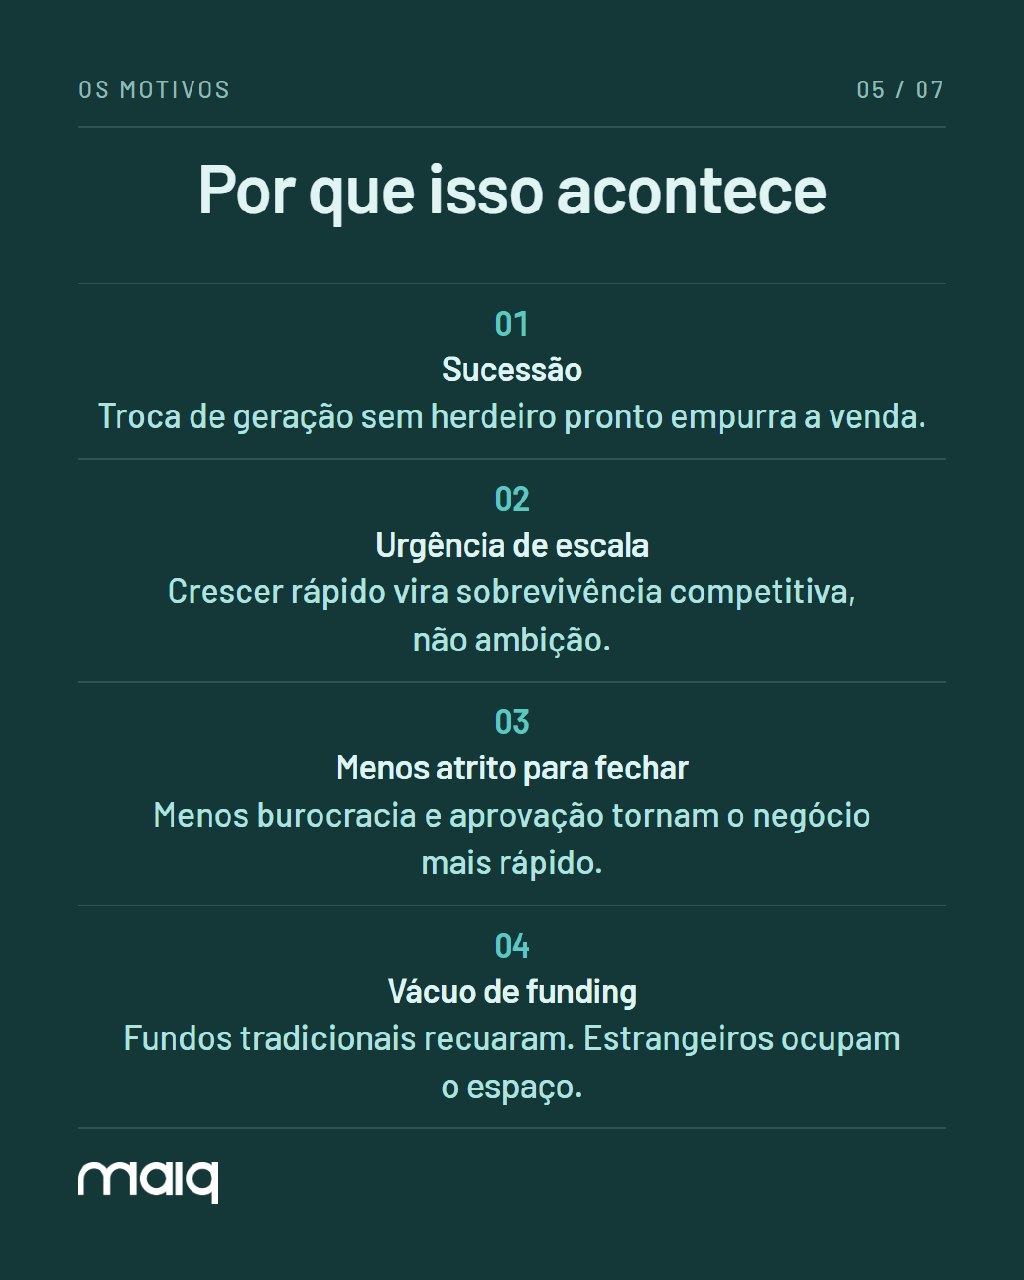 OS MOTIVOS
05 / 07
Por que isso acontece
01
Sucessão
Troca de geração sem herdeiro pronto empurra a venda.
02
Urgência de escala
Crescer rápido vira sobrevivência competitiva,
não ambição.
03
Menos atrito para fechar
Menos burocracia e aprovação tornam o negócio
mais rápido.
04
Vácuo de funding
Fundos tradicionais recuaram. Estrangeiros ocupam
o espaço.
maiq